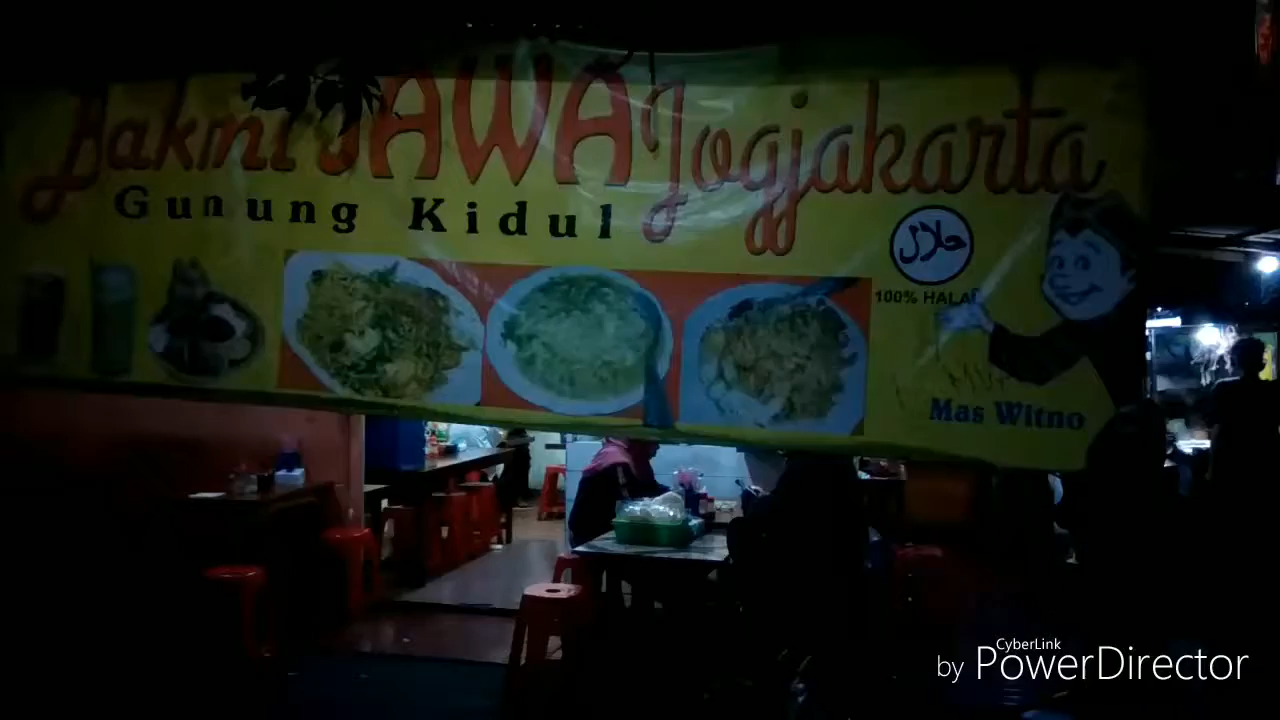 Bakmi JAWA Jogjakarta
Gunung Kidul
حلال
100% HALAL
Mas Witno
CyberLink
by PowerDirector